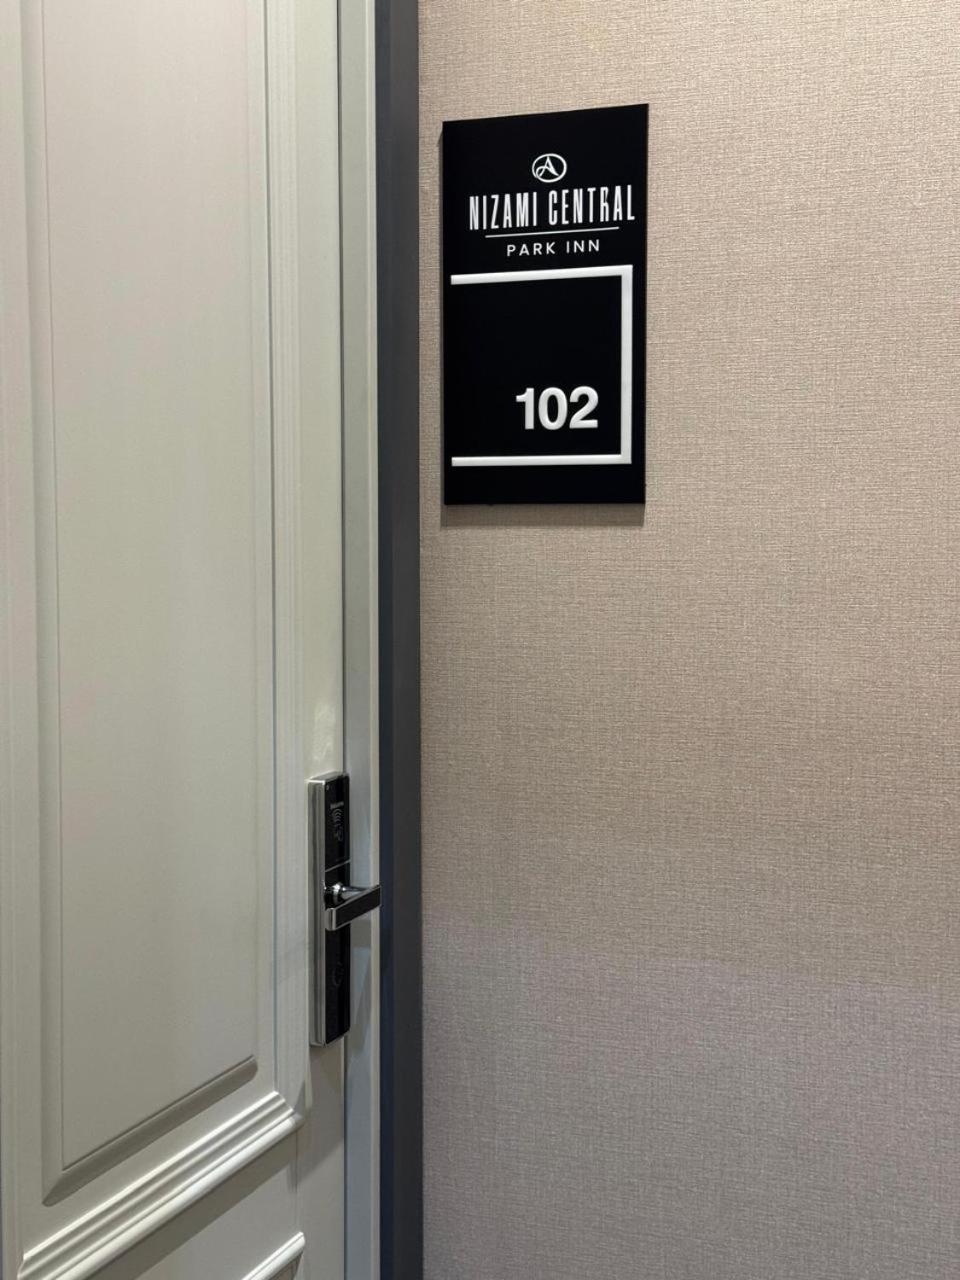 A
NIZAMI CENTRAL
PARK INN
102